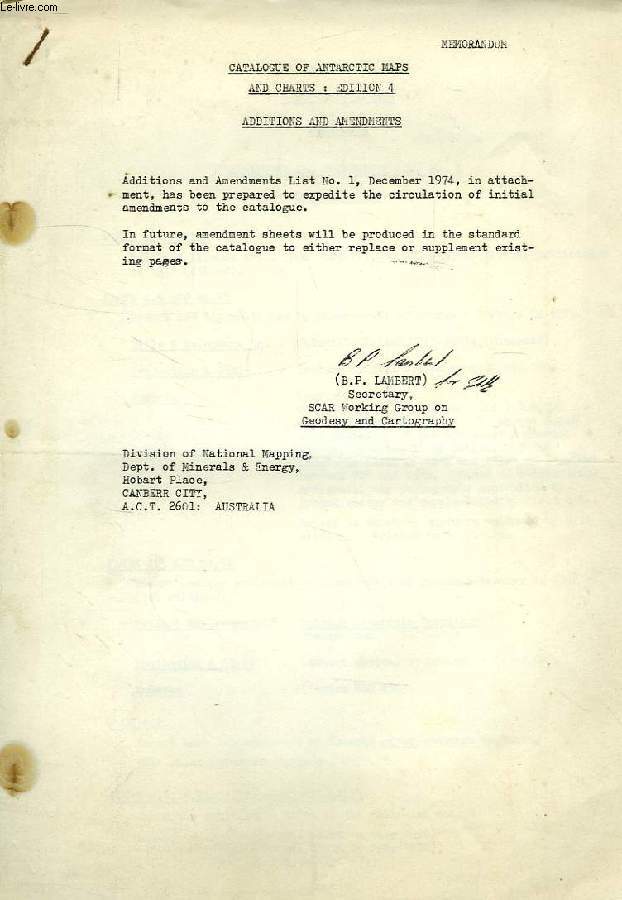 Le-livre.com
MEMORANDUM
CATALOGUE OF ANTARCTIC MAPS
AND CHARTS : EDITION 4
ADDITIONS AND AMENDMENTS
Additions and Amendments List No. 1, December 1974, in attach-
ment, has been prepared to expedite the circulation of initial
amendments to the catalogue.
In future, amendment sheets will be produced in the standard
format of the catalogue to either replace or supplement exist-
ing pages.
B P Lambert
(B.P. LAMBERT) for
Secretary,
SCAR Working Group on
Geodesy and Cartography
Division of National Mapping,
Dept. of Minerals & Energy,
Hobart Place,
CANBERR CITY,
A.C.T. 2601: AUSTRALIA